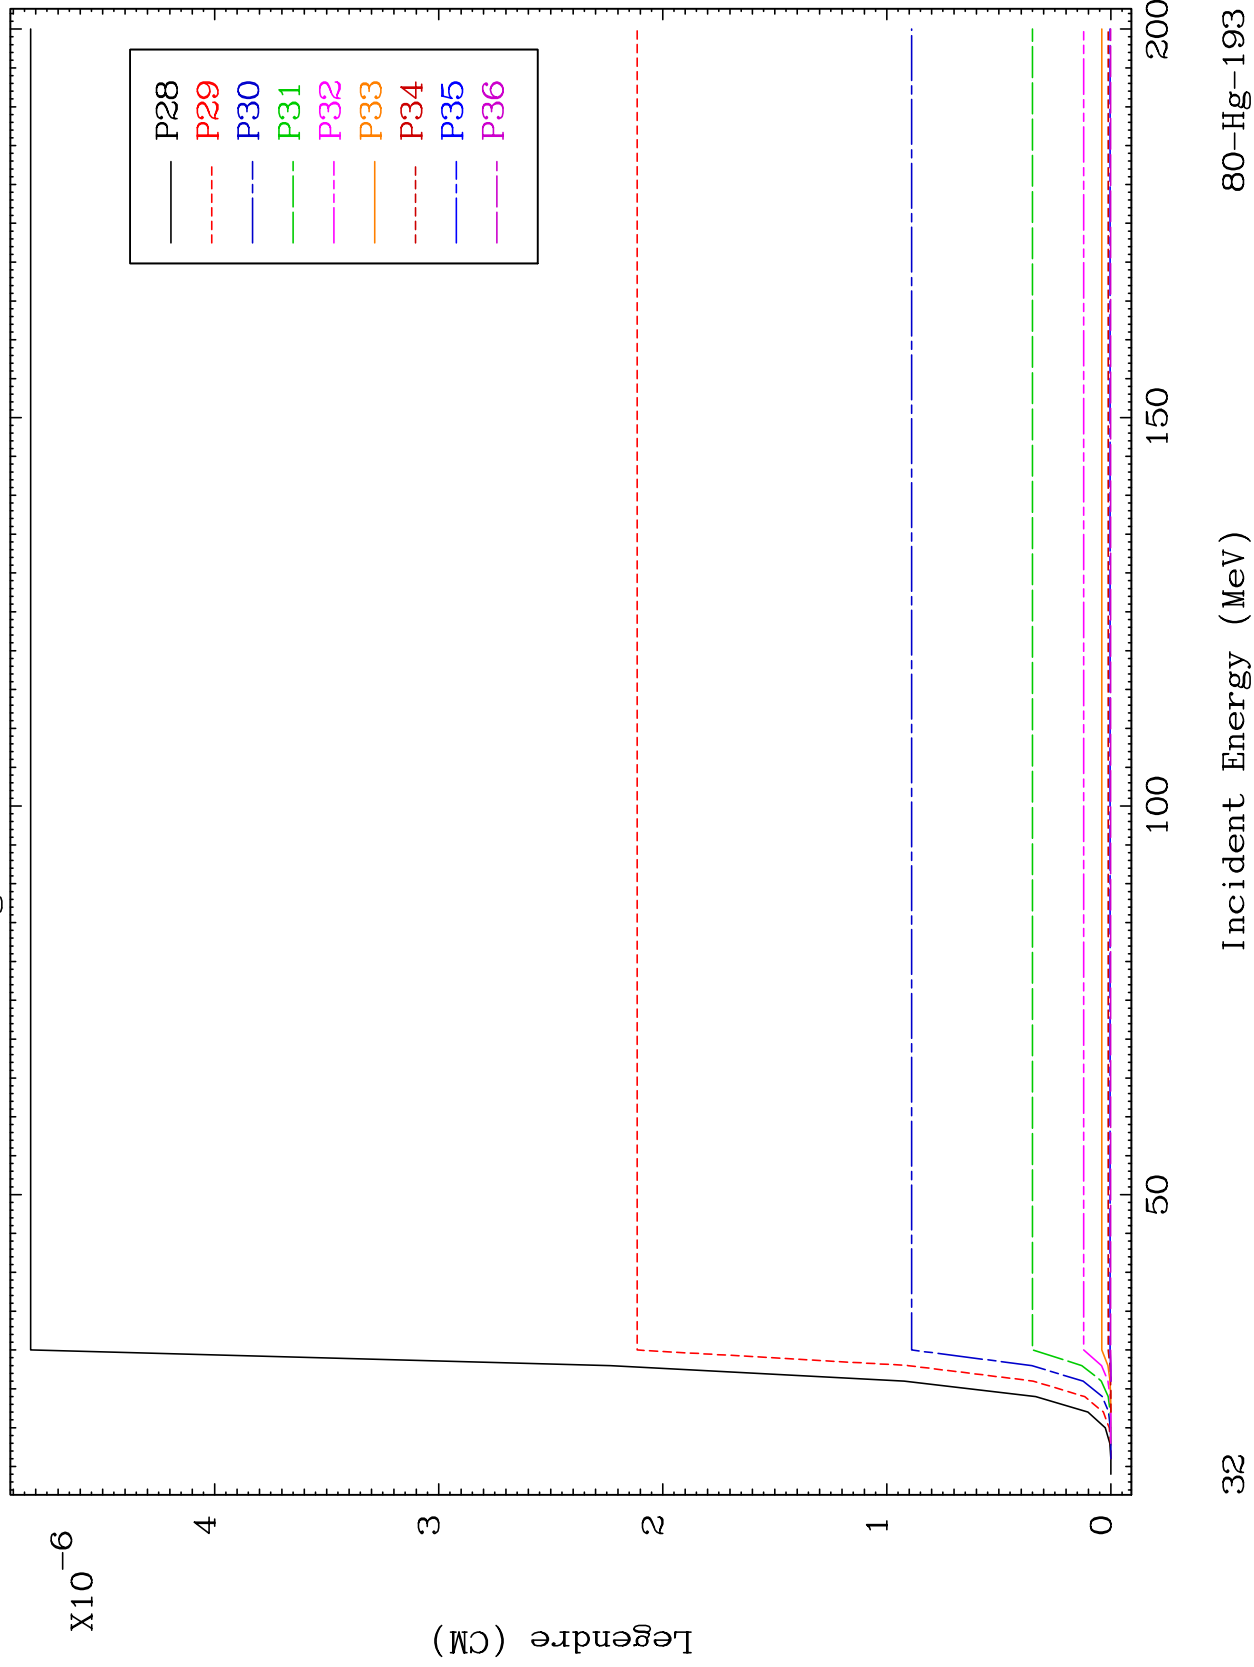 X10-6
4
3
2
1
0
Legendre (CM)
P28
P29
P30
P31
P32
P33
P34
P35
P36
50
100
150
200
Incident Energy (MeV)
32
80-Hg-193